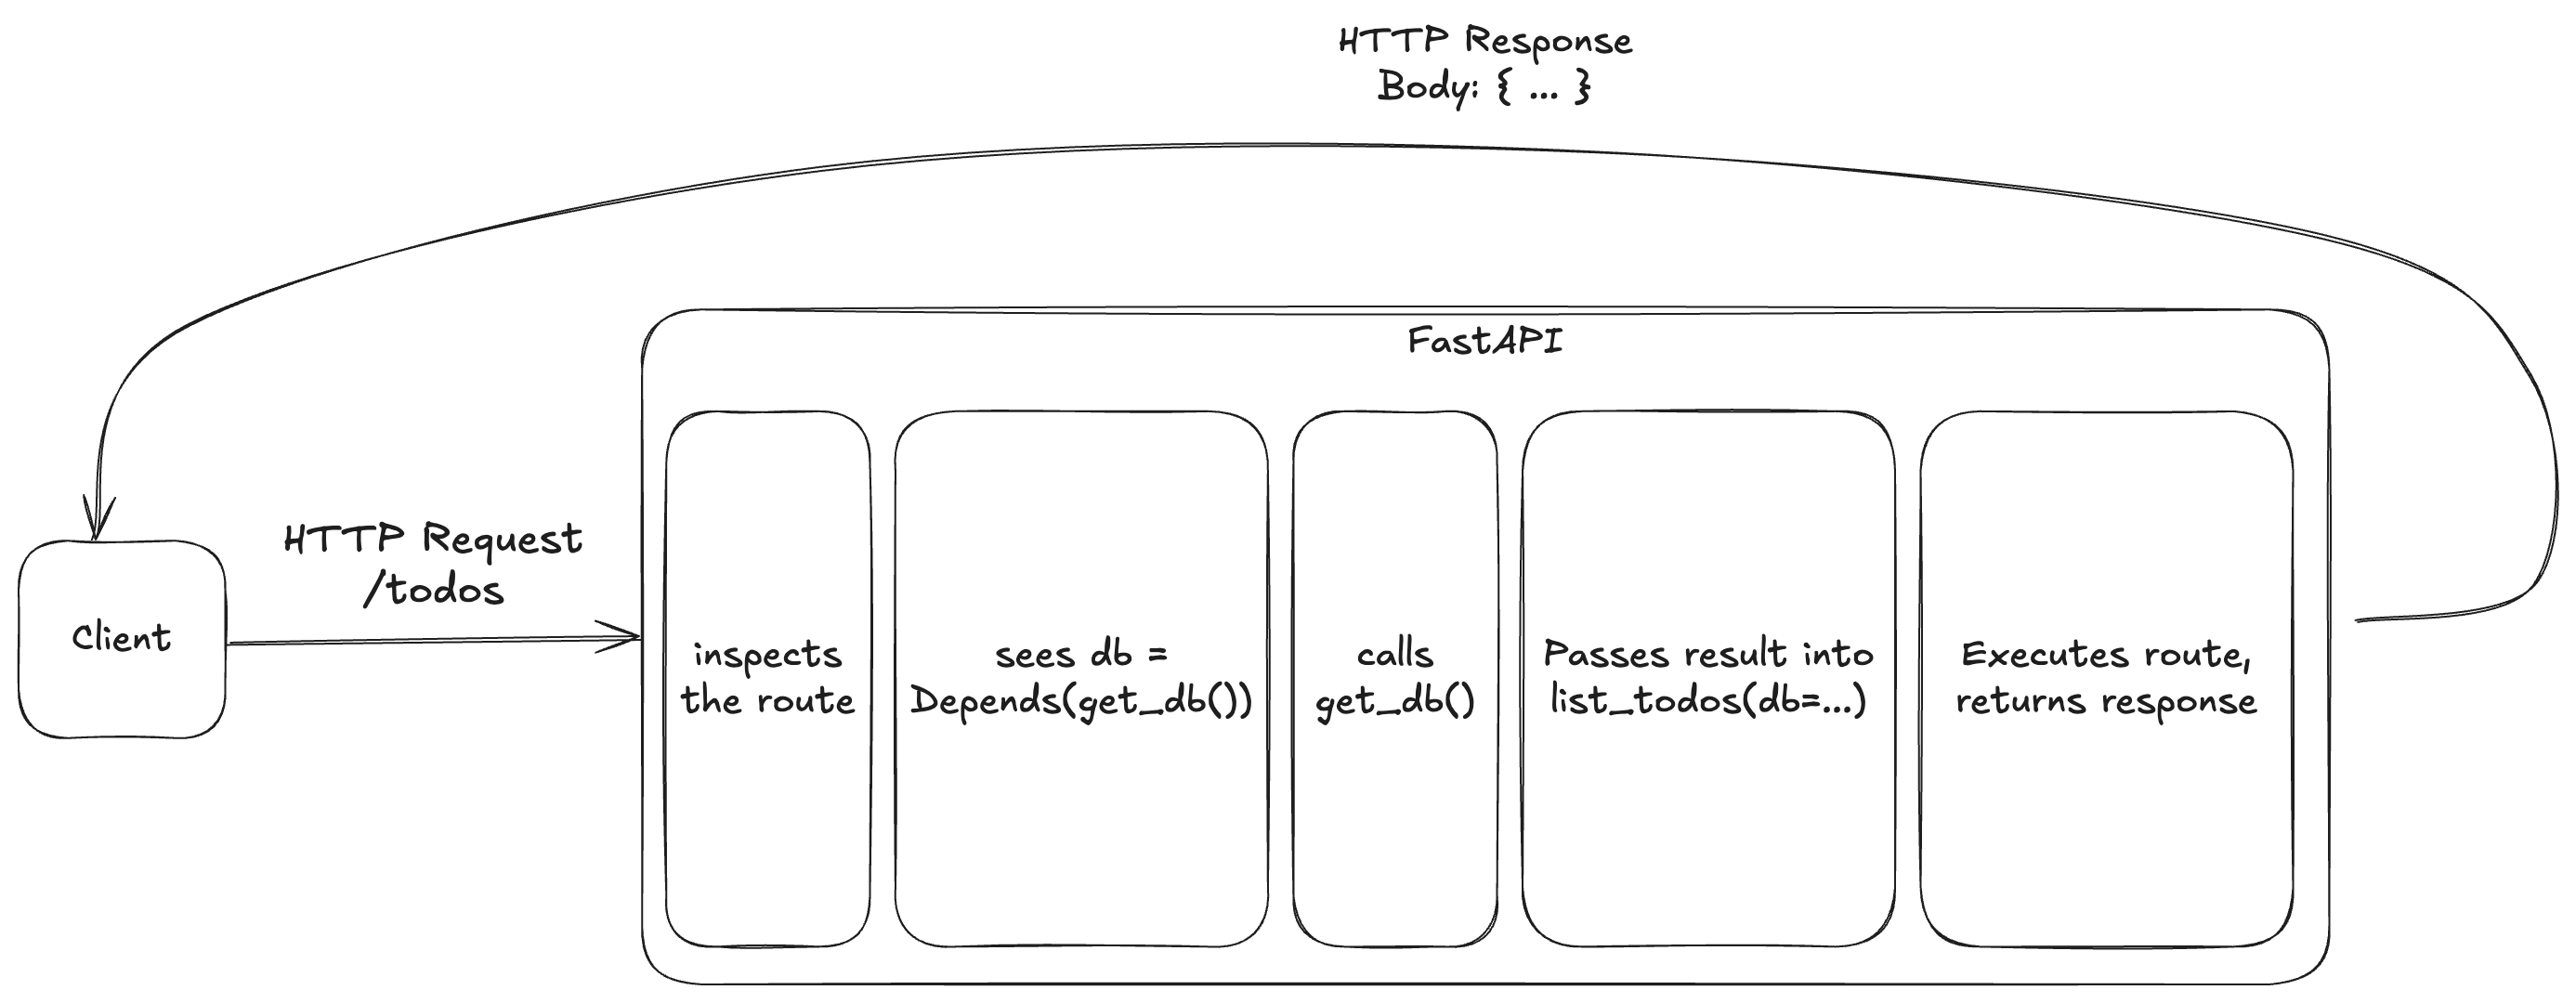 HTTP Response
Body: { ... }
FastAPI
HTTP Request
/todos
Client
inspects
the route
sees db =
Depends(get_db())
calls
get_db()
Passes result into
list_todos(db=...)
Executes route,
returns response